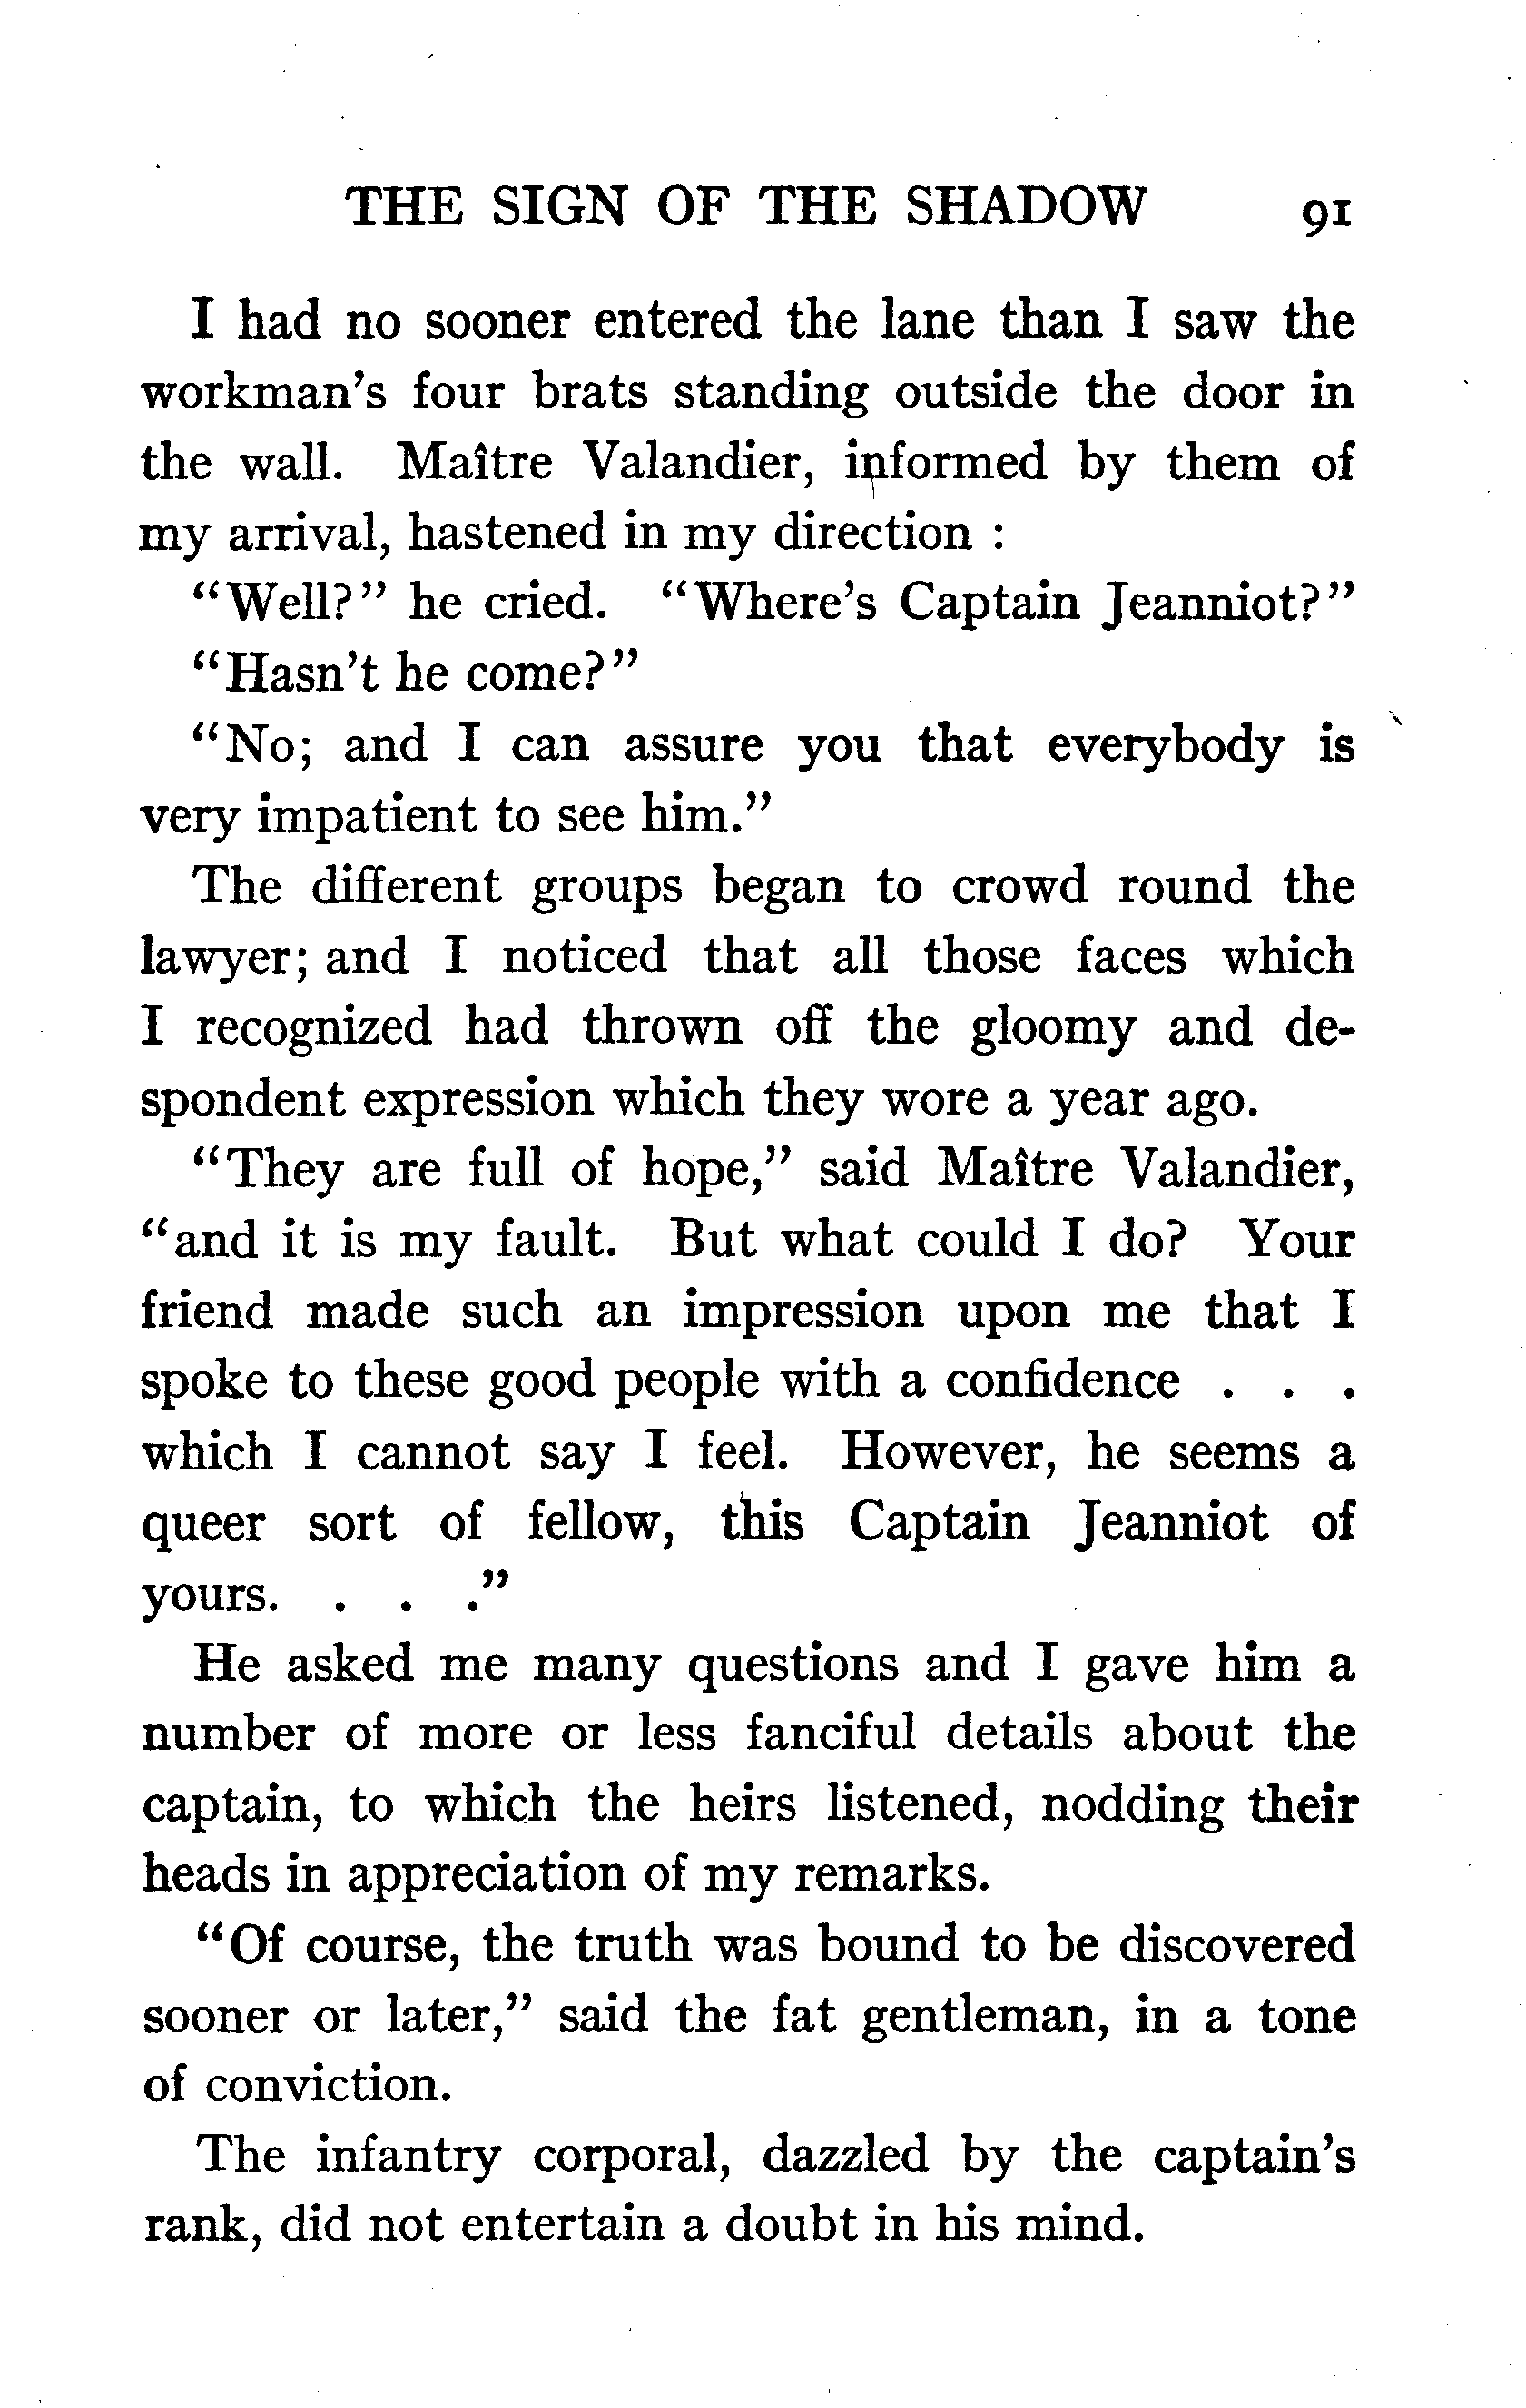 THE SIGN OF THE SHADOW 91
I had no sooner entered the lane than I saw the
workman's four brats standing outside the door in
the wall. Maître Valandier, informed by them of
my arrival, hastened in my direction :
"Well?" he cried. "Where's Captain Jeanniot?"
"Hasn't he come?"
"No; and I can assure you that everybody is
very impatient to see him."
The different groups began to crowd round the
lawyer; and I noticed that all those faces which
I recognized had thrown off the gloomy and de-
spondent expression which they wore a year ago.
"They are full of hope," said Maître Valandier,
"and it is my fault. But what could I do? Your
friend made such an impression upon me that I
spoke to these good people with a confidence . . .
which I cannot say I feel. However, he seems a
queer sort of fellow, this Captain Jeanniot of
yours. . . ."
He asked me many questions and I gave him a
number of more or less fanciful details about the
captain, to which the heirs listened, nodding their
heads in appreciation of my remarks.
"Of course, the truth was bound to be discovered
sooner or later," said the fat gentleman, in a tone
of conviction.
The infantry corporal, dazzled by the captain's
rank, did not entertain a doubt in his mind.